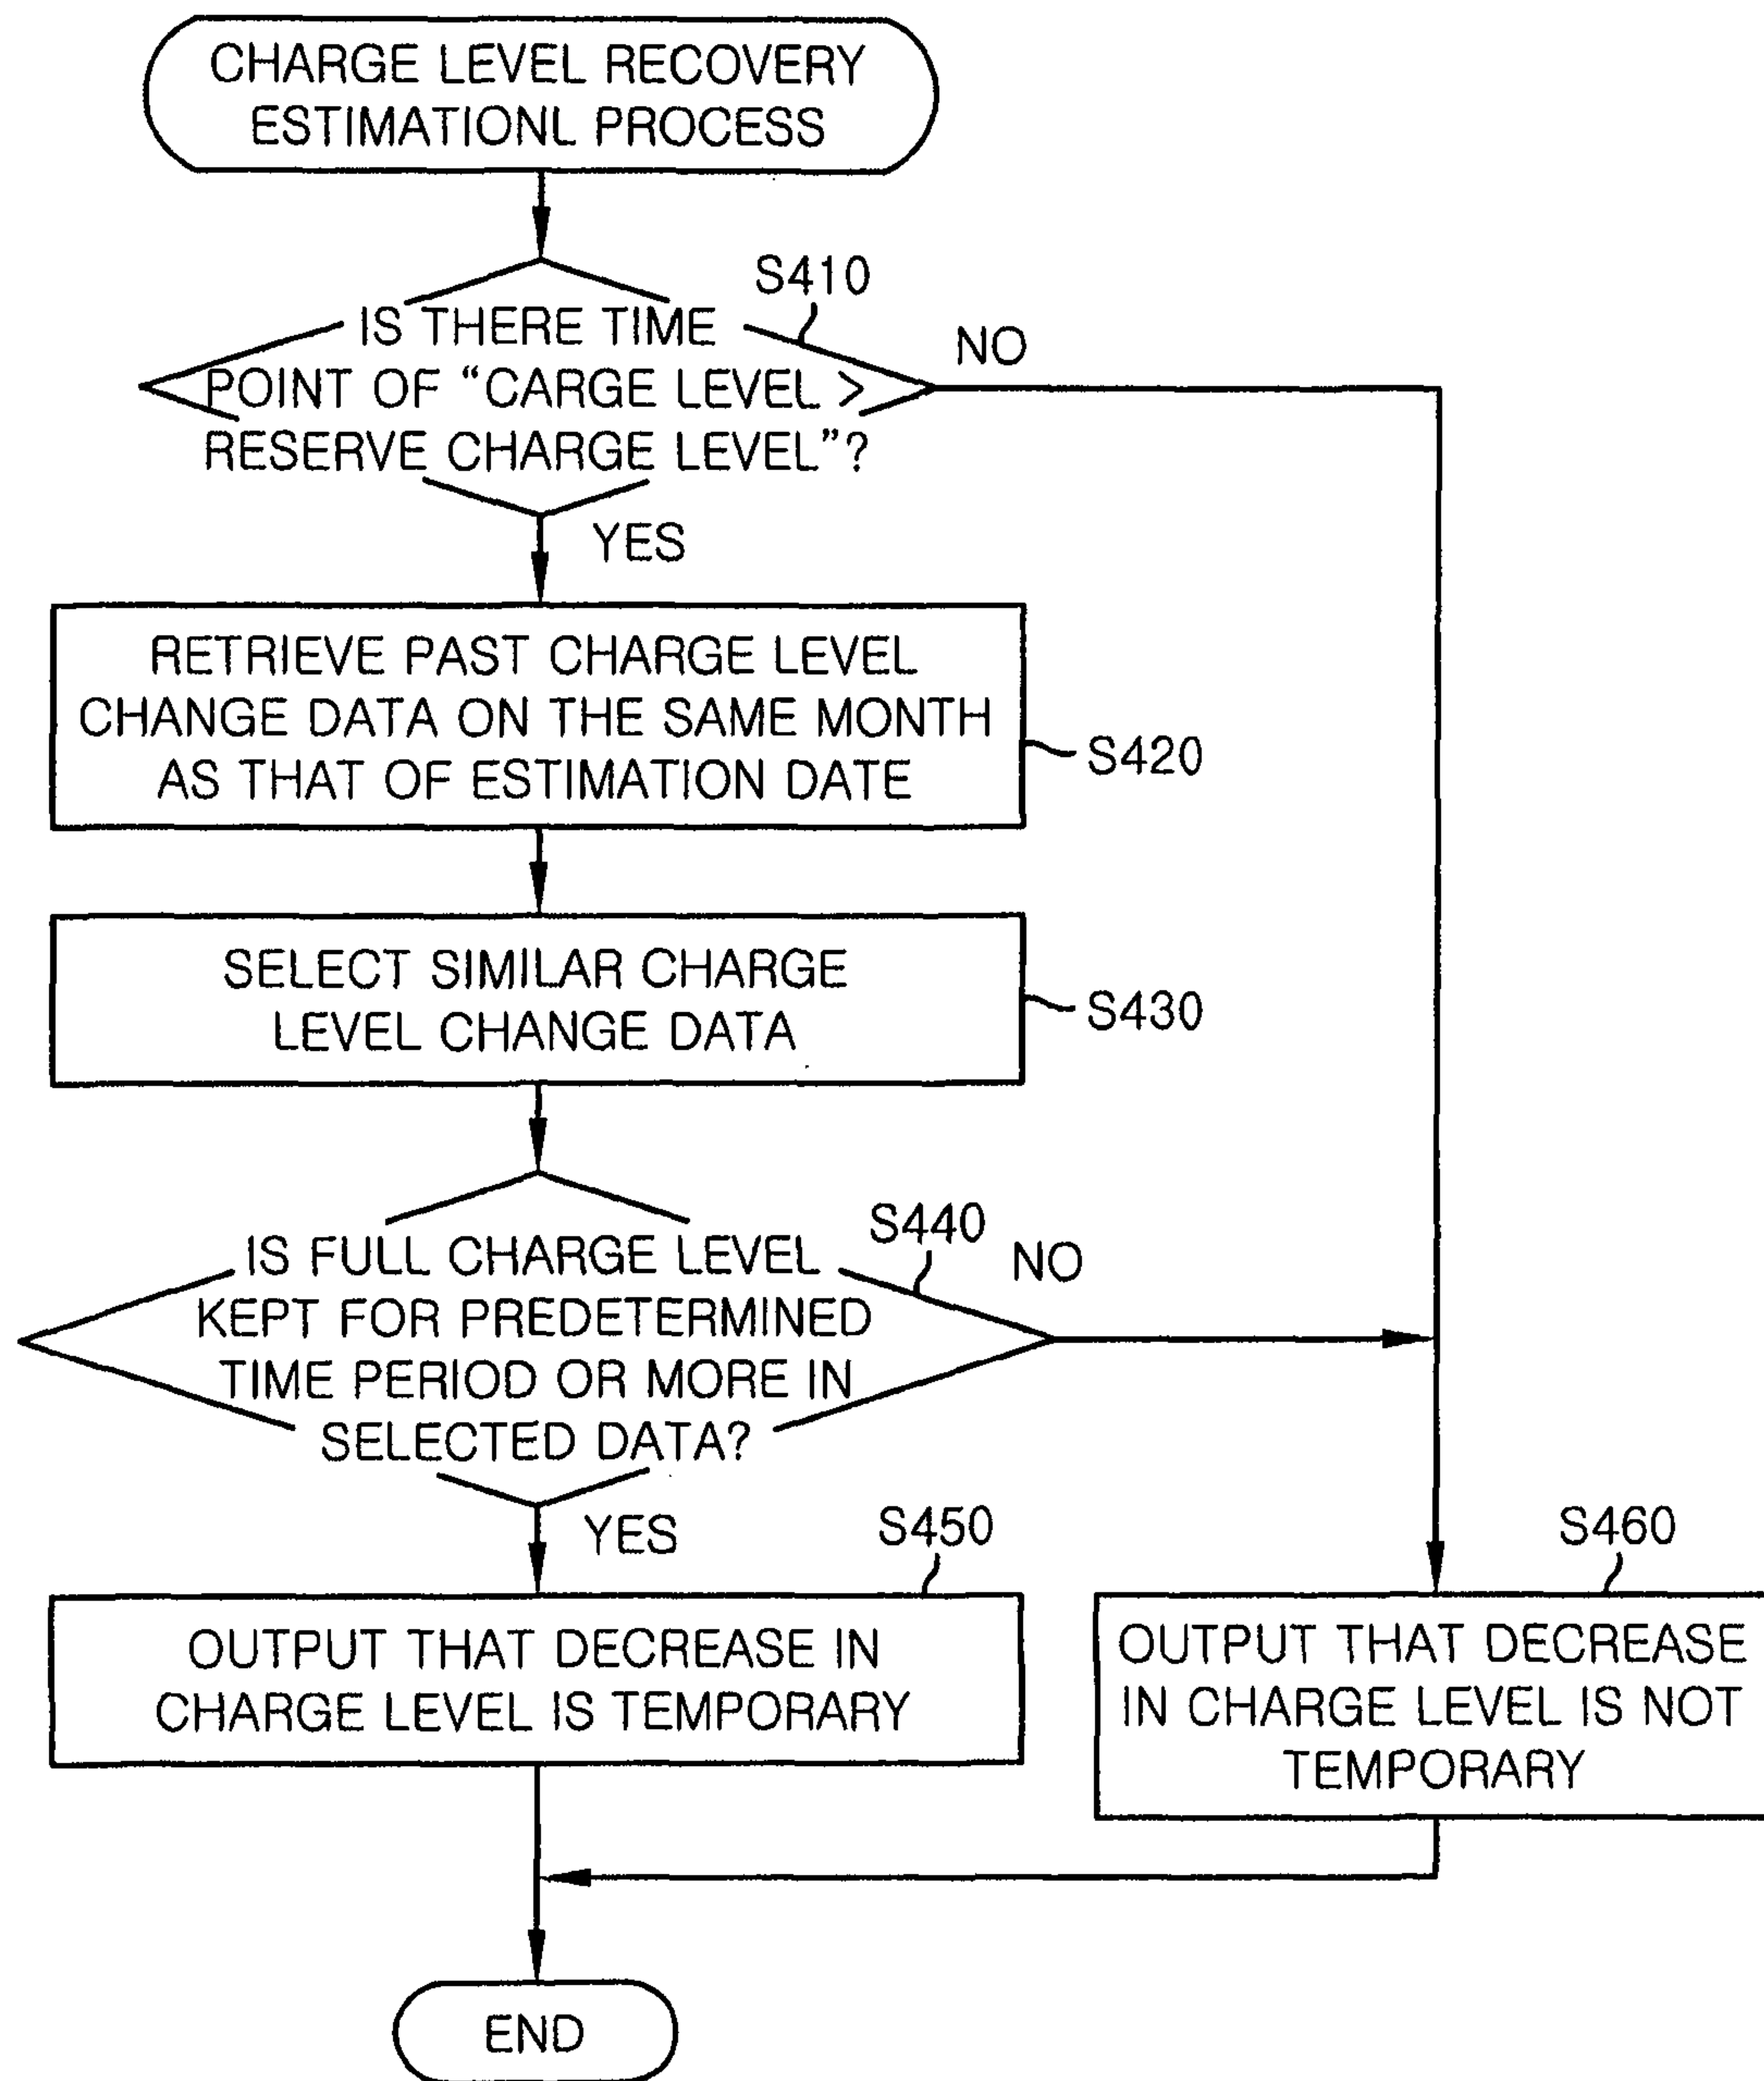 CHARGE LEVEL RECOVERY
ESTIMATIONL PROCESS
S410
IS THERE TIME
POINT OF “CARGE LEVEL >
RESERVE CHARGE LEVEL”?
NO
YES
RETRIEVE PAST CHARGE LEVEL
CHANGE DATA ON THE SAME MONTH
AS THAT OF ESTIMATION DATE
S420
SELECT SIMILAR CHARGE
LEVEL CHANGE DATA
S430
S440
IS FULL CHARGE LEVEL
KEPT FOR PREDETERMINED
TIME PERIOD OR MORE IN
SELECTED DATA?
NO
YES
S450
OUTPUT THAT DECREASE IN
CHARGE LEVEL IS TEMPORARY
S460
OUTPUT THAT DECREASE
IN CHARGE LEVEL IS NOT
TEMPORARY
END